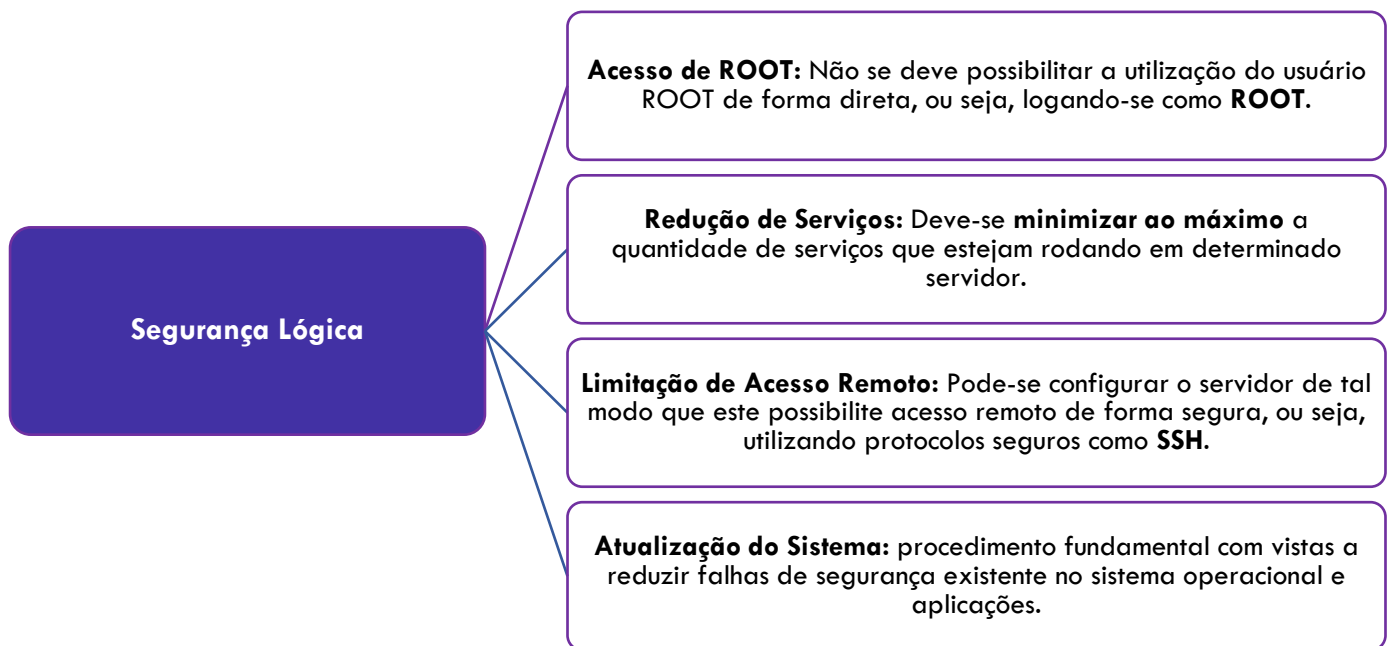 Segurança Lógica
Acesso de ROOT: Não se deve possibilitar a utilização do usuário
ROOT de forma direta, ou seja, logando-se como ROOT.
Redução de Serviços: Deve-se minimizar ao máximo a
quantidade de serviços que estejam rodando em determinado
servidor.
Limitação de Acesso Remoto: Pode-se configurar o servidor de tal
modo que este possibilite acesso remoto de forma segura, ou seja,
utilizando protocolos seguros como SSH.
Atualização do Sistema: procedimento fundamental com vistas a
reduzir falhas de segurança existente no sistema operacional e
aplicações.